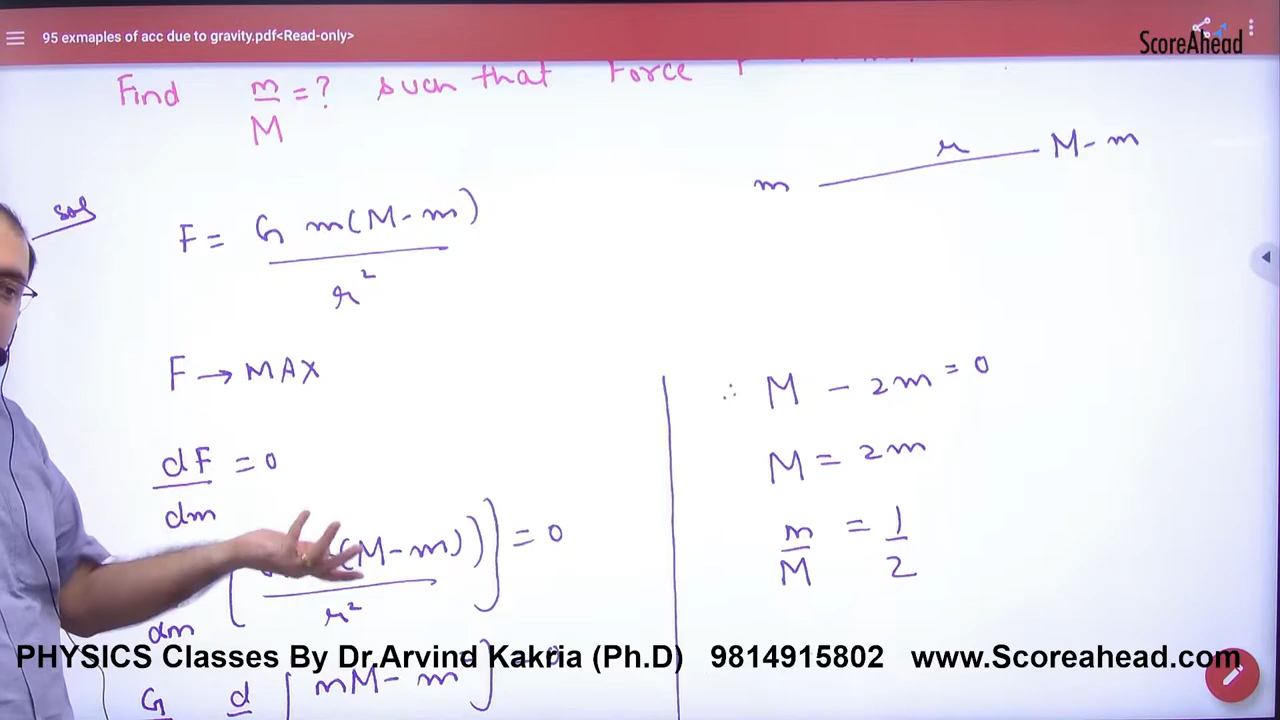 95 exmaples of acc due to gravity.pdf<Read-only>
ScoreAhead
Find m/M = ? such that Force
m r M - m
sol
F = G m(M - m)
r²
F → MAX
dF = 0
dm
(M - m)) ] = 0
r²
dm
G d [ mM - m² ] = 0
∴ M - 2m = 0
M = 2m
m = 1
M 2
PHYSICS Classes By Dr.Arvind Kakria (Ph.D) 9814915802 www.Scoreahead.com